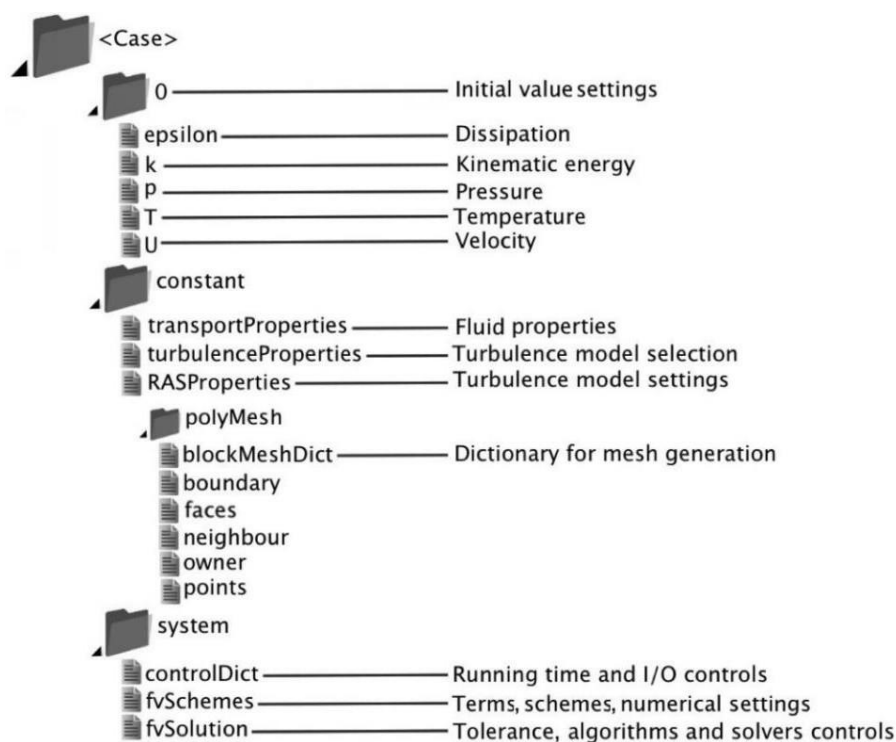 <Case>
0 Initial value settings
epsilon Dissipation
k Kinematic energy
p Pressure
T Temperature
U Velocity
constant
transportProperties Fluid properties
turbulenceProperties Turbulence model selection
RASProperties Turbulence model settings
polyMesh
blockMeshDict Dictionary for mesh generation
boundary
faces
neighbour
owner
points
system
controlDict Running time and I/O controls
fvSchemes Terms, schemes, numerical settings
fvSolution Tolerance, algorithms and solvers controls